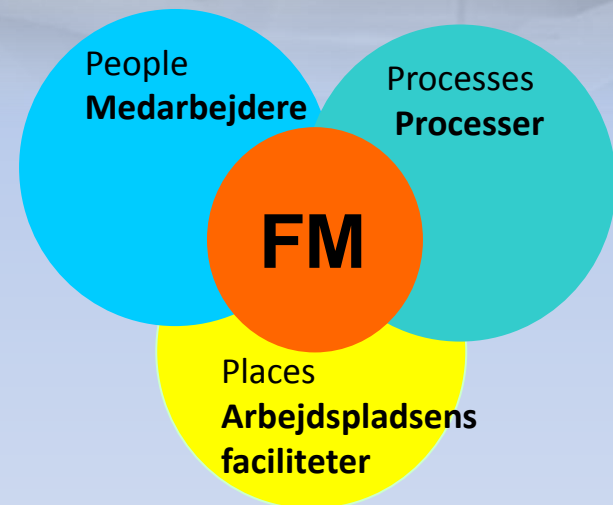 People
Medarbejdere
Processes
Processer
FM
Places
Arbejdspladsens
faciliteter